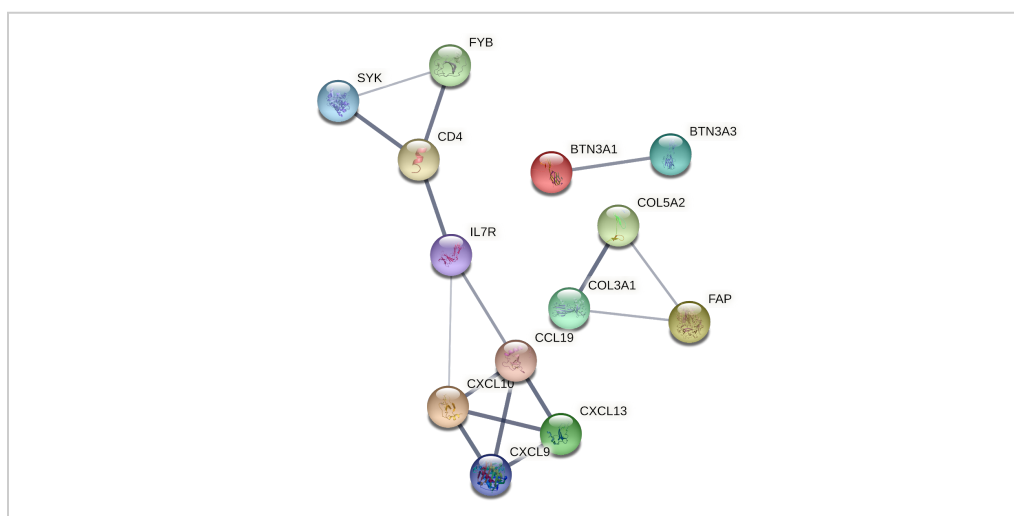 FYB
SYK
CD4
BTN3A3
BTN3A1
COL5A2
IL7R
COL3A1
FAP
CCL19
CXCL10
CXCL13
CXCL9